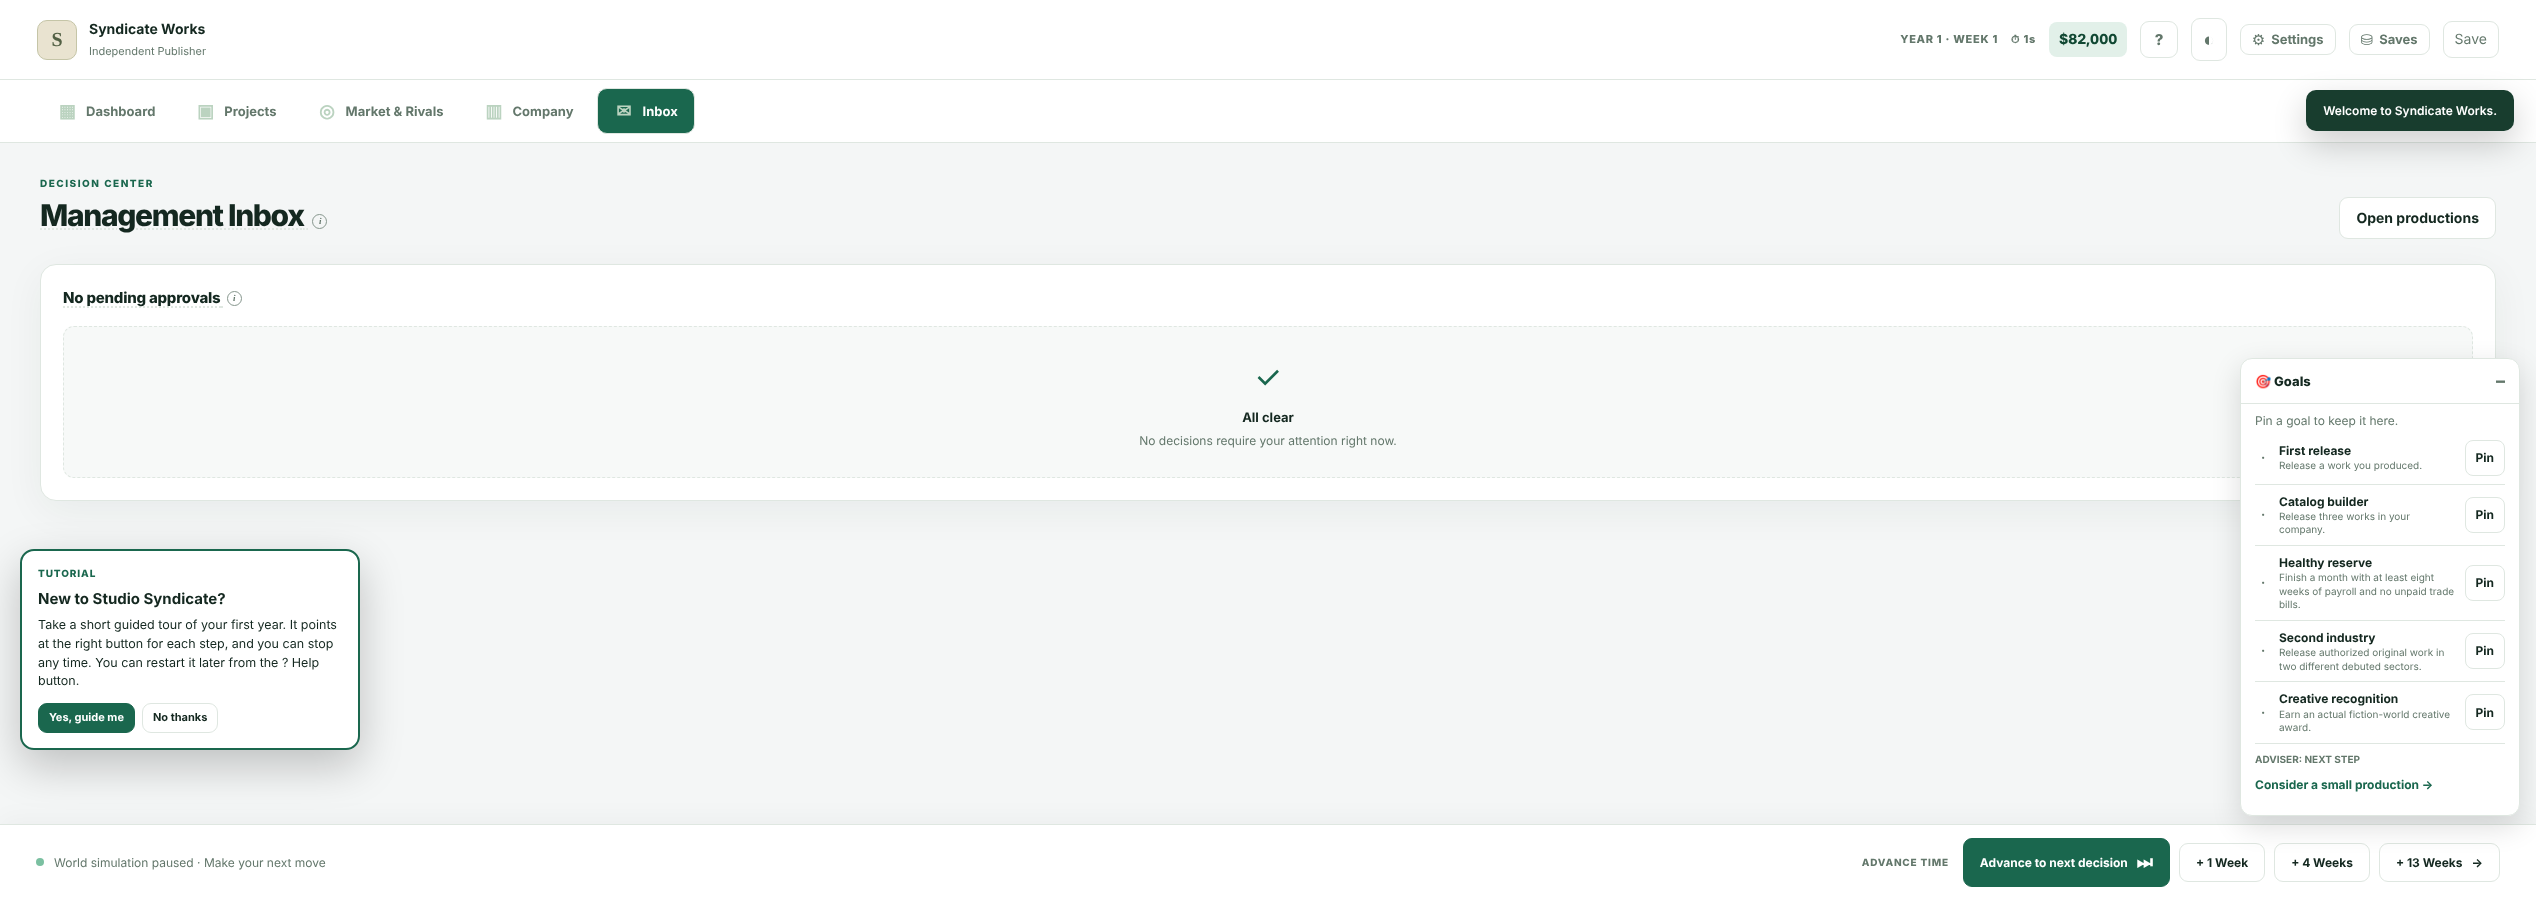 S
Syndicate Works
Independent Publisher
YEAR 1 · WEEK 1
⏱ 1s
$82,000
?
Settings
Saves
Save
Dashboard
Projects
Market & Rivals
Company
Inbox
Welcome to Syndicate Works.
DECISION CENTER
Management Inbox
i
Open productions
No pending approvals
i
All clear
No decisions require your attention right now.
🎯 Goals
Pin a goal to keep it here.
First release
Release a work you produced.
Pin
Catalog builder
Release three works in your
company.
Pin
Healthy reserve
Finish a month with at least eight
weeks of payroll and no unpaid trade
bills.
Pin
Second industry
Release authorized original work in
two different debuted sectors.
Pin
Creative recognition
Earn an actual fiction-world creative
award.
Pin
ADVISER: NEXT STEP
Consider a small production →
TUTORIAL
New to Studio Syndicate?
Take a short guided tour of your first year. It points
at the right button for each step, and you can stop
any time. You can restart it later from the ? Help
button.
Yes, guide me
No thanks
World simulation paused · Make your next move
ADVANCE TIME
Advance to next decision
+ 1 Week
+ 4 Weeks
+ 13 Weeks →